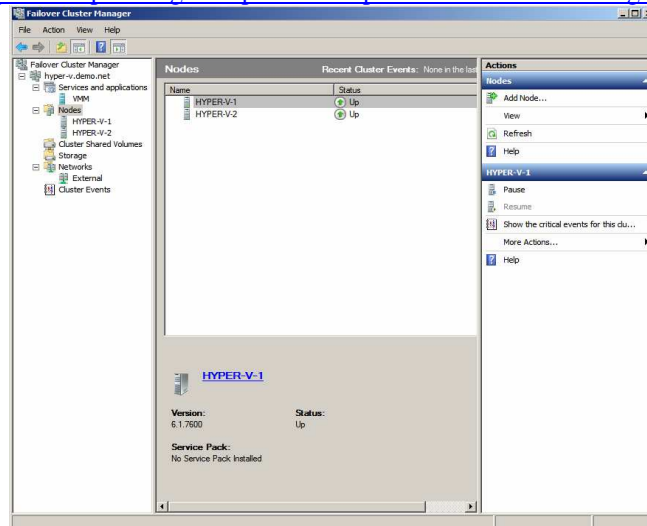 Failover Cluster Manager
File Action View Help
Failover Cluster Manager
hyper-v.demo.net
Services and applications
VMM
Nodes
HYPER-V-1
HYPER-V-2
Cluster Shared Volumes
Storage
Networks
External
Cluster Events
Nodes Recent Cluster Events: None in the last
Name Status
HYPER-V-1 Up
HYPER-V-2 Up
HYPER-V-1
Version: Status:
6.1.7600 Up
Service Pack:
No Service Pack Installed
Actions
Nodes
Add Node...
View
Refresh
Help
HYPER-V-1
Pause
Resume
Show the critical events for this clu...
More Actions...
Help